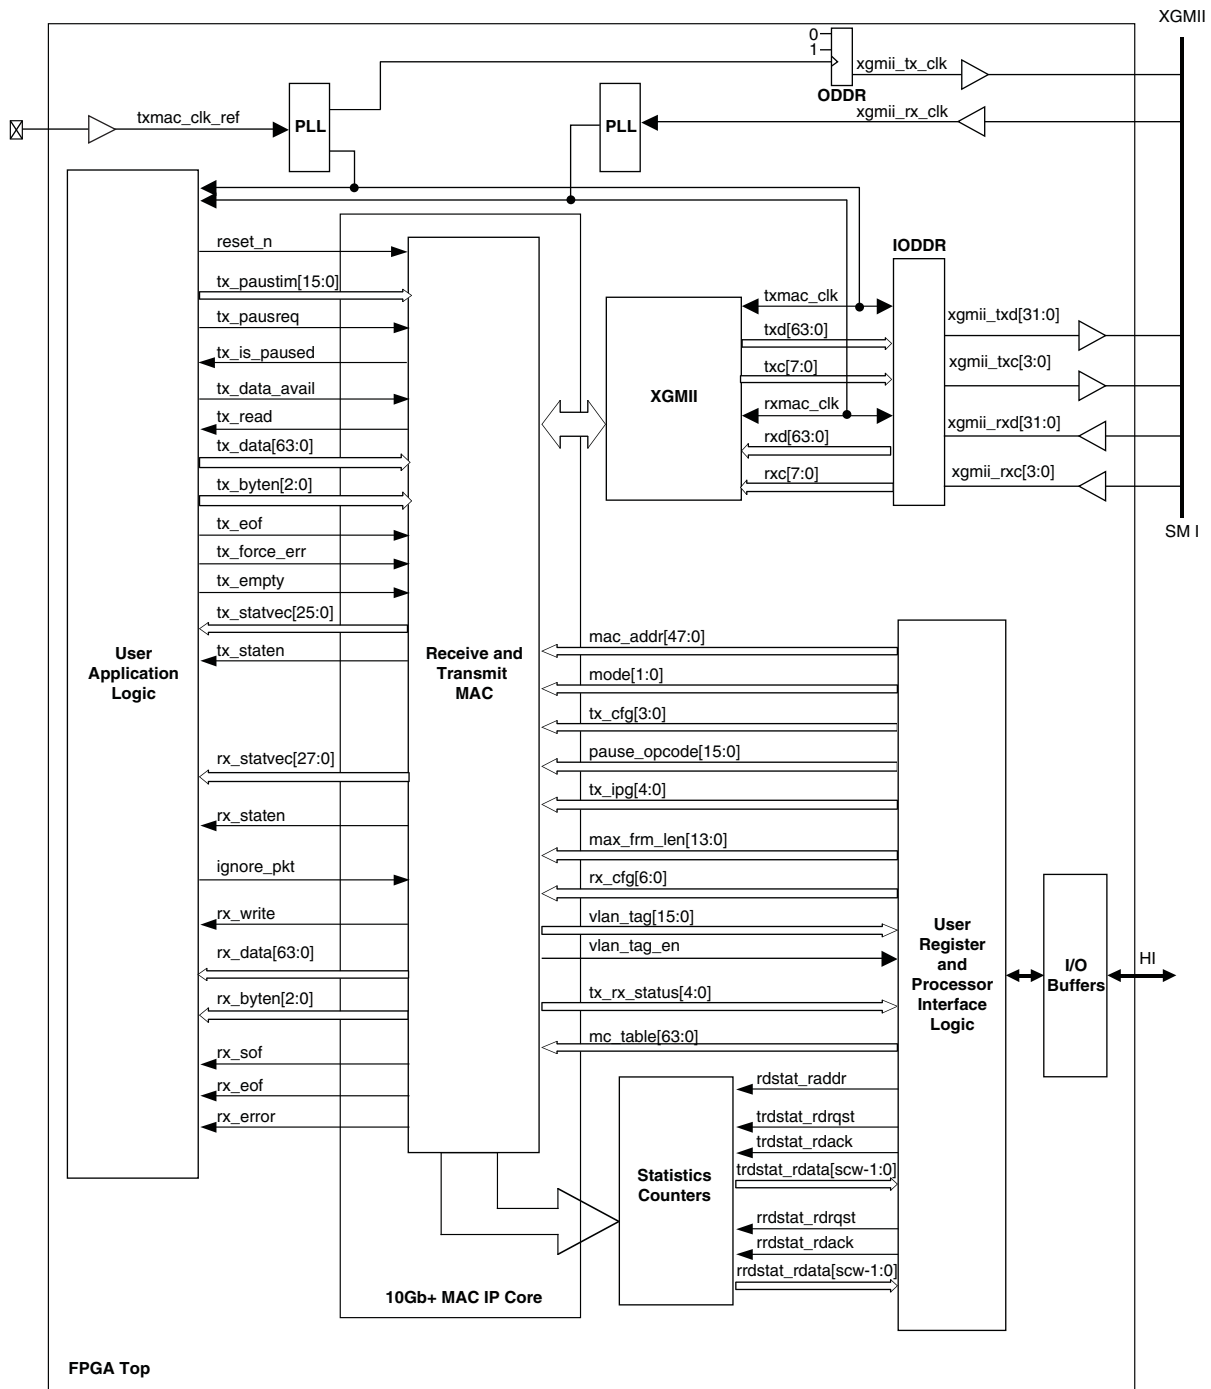 XGMII
0
1
xgmii_tx_clk
ODDR
txmac_clk_ref
PLL
PLL
xgmii_rx_clk
reset_n
tx_paustim[15:0]
tx_pausreq
tx_is_paused
tx_data_avail
tx_read
tx_data[63:0]
tx_byten[2:0]
tx_eof
tx_force_err
tx_empty
tx_statvec[25:0]
tx_staten
User
Application
Logic
rx_statvec[27:0]
rx_staten
ignore_pkt
rx_write
rx_data[63:0]
rx_byten[2:0]
rx_sof
rx_eof
rx_error
Receive and
Transmit
MAC
10Gb+ MAC IP Core
XGMII
txmac_clk
txd[63:0]
txc[7:0]
rxmac_clk
rxd[63:0]
rxc[7:0]
IODDR
xgmii_txd[31:0]
xgmii_txc[3:0]
xgmii_rxd[31:0]
xgmii_rxc[3:0]
SM I
mac_addr[47:0]
mode[1:0]
tx_cfg[3:0]
pause_opcode[15:0]
tx_ipg[4:0]
max_frm_len[13:0]
rx_cfg[6:0]
vlan_tag[15:0]
vlan_tag_en
tx_rx_status[4:0]
mc_table[63:0]
rdstat_raddr
trdstat_rdrqst
trdstat_rdack
trdstat_rdata[scw-1:0]
rrdstat_rdrqst
rrdstat_rdack
rrdstat_rdata[scw-1:0]
Statistics
Counters
User
Register
and
Processor
Interface
Logic
I/O
Buffers
HI
FPGA Top